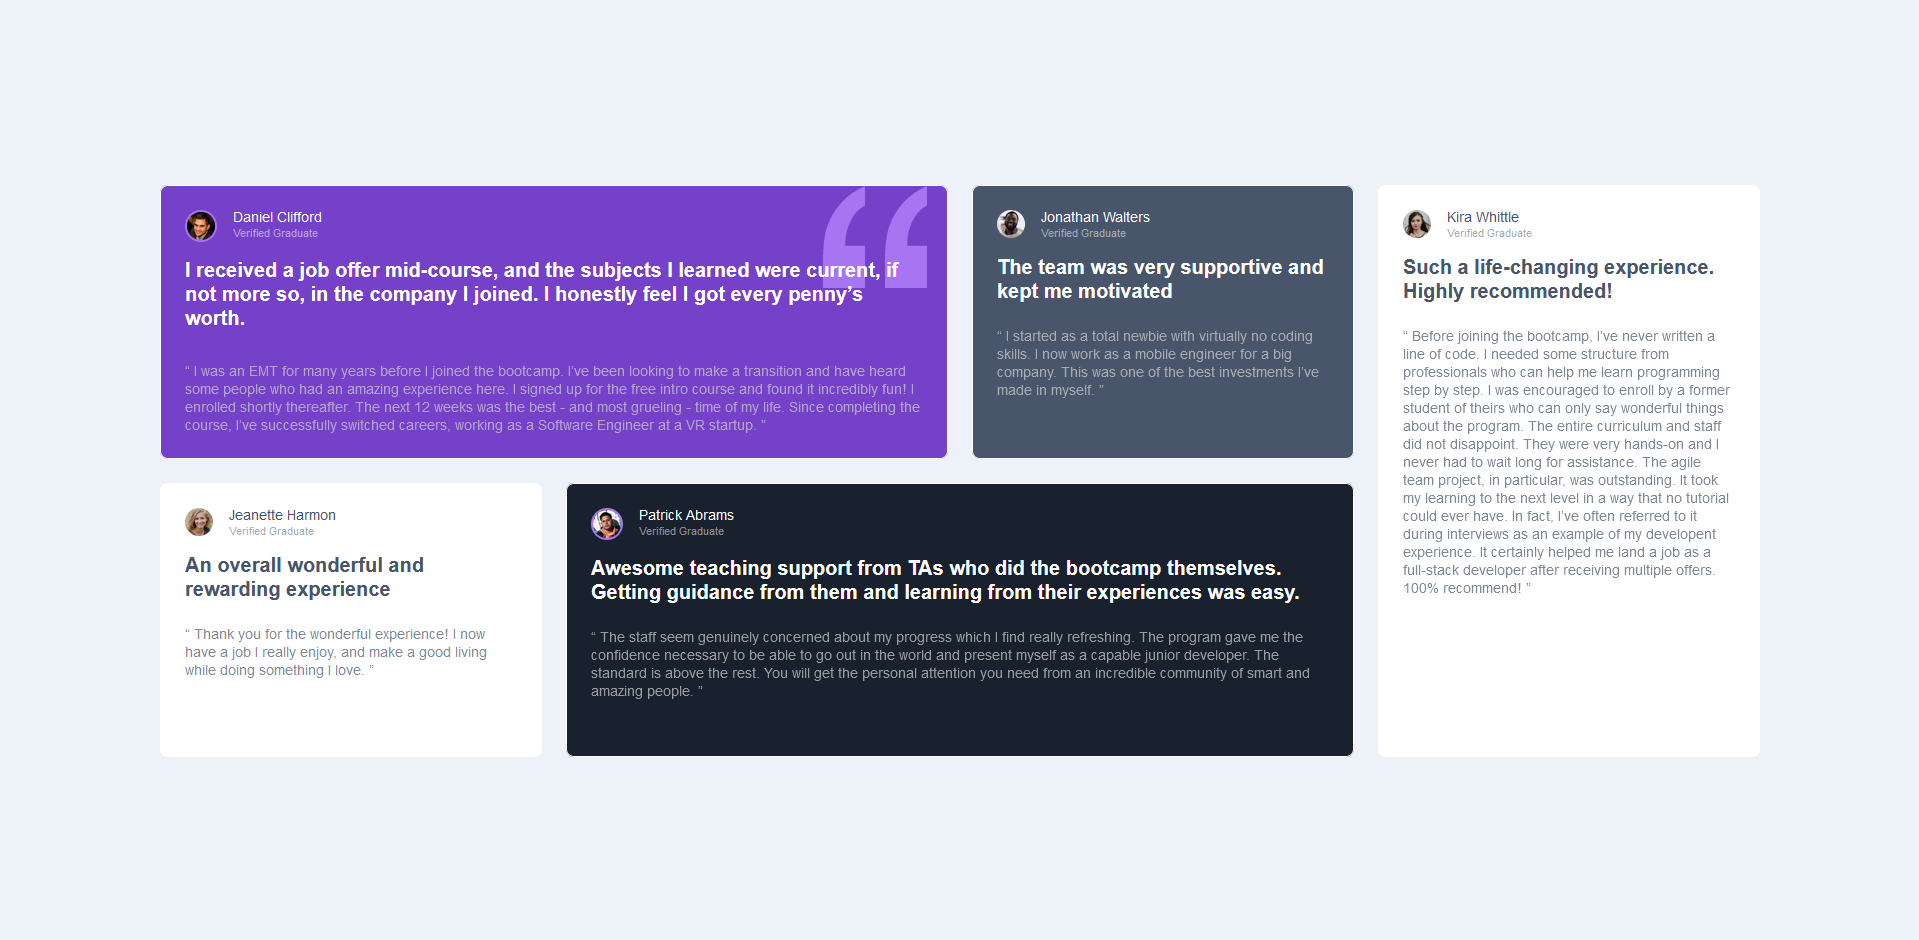 Daniel Clifford
Verified Graduate
I received a job offer mid-course, and the subjects I learned were current, if
not more so, in the company I joined. I honestly feel I got every penny’s
worth.
“ I was an EMT for many years before I joined the bootcamp. I’ve been looking to make a transition and have heard
some people who had an amazing experience here. I signed up for the free intro course and found it incredibly fun! I
enrolled shortly thereafter. The next 12 weeks was the best - and most grueling - time of my life. Since completing the
course, I’ve successfully switched careers, working as a Software Engineer at a VR startup. ”
Jonathan Walters
Verified Graduate
The team was very supportive and
kept me motivated
“ I started as a total newbie with virtually no coding
skills. I now work as a mobile engineer for a big
company. This was one of the best investments I’ve
made in myself. ”
Kira Whittle
Verified Graduate
Such a life-changing experience.
Highly recommended!
“ Before joining the bootcamp, I’ve never written a
line of code. I needed some structure from
professionals who can help me learn programming
step by step. I was encouraged to enroll by a former
student of theirs who can only say wonderful things
about the program. The entire curriculum and staff
did not disappoint. They were very hands-on and I
never had to wait long for assistance. The agile
team project, in particular, was outstanding. It took
my learning to the next level in a way that no tutorial
could ever have. In fact, I’ve often referred to it
during interviews as an example of my developent
experience. It certainly helped me land a job as a
full-stack developer after receiving multiple offers.
100% recommend! ”
Jeanette Harmon
Verified Graduate
An overall wonderful and
rewarding experience
“ Thank you for the wonderful experience! I now
have a job I really enjoy, and make a good living
while doing something I love. ”
Patrick Abrams
Verified Graduate
Awesome teaching support from TAs who did the bootcamp themselves.
Getting guidance from them and learning from their experiences was easy.
“ The staff seem genuinely concerned about my progress which I find really refreshing. The program gave me the
confidence necessary to be able to go out in the world and present myself as a capable junior developer. The
standard is above the rest. You will get the personal attention you need from an incredible community of smart and
amazing people. ”